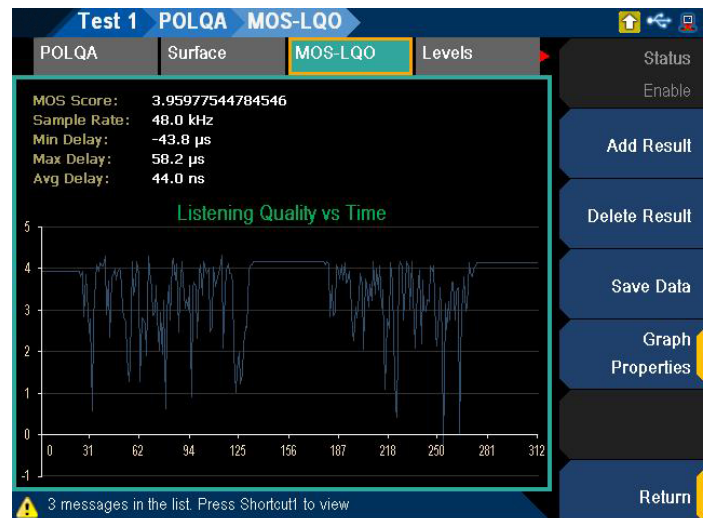 Test 1 POLQA MOS-LQO
POLQA Surface MOS-LQO Levels
Status
Enable
MOS Score: 3.95977544784546
Sample Rate: 48.0 kHz
Min Delay: -43.8 µs
Max Delay: 58.2 µs
Avg Delay: 44.0 ns
Add Result
Delete Result
Save Data
Graph
Properties
Return
Listening Quality vs Time
5
4
3
2
1
0
-1
0 31 62 94 125 156 187 218 250 281 312
3 messages in the list. Press Shortcut1 to view